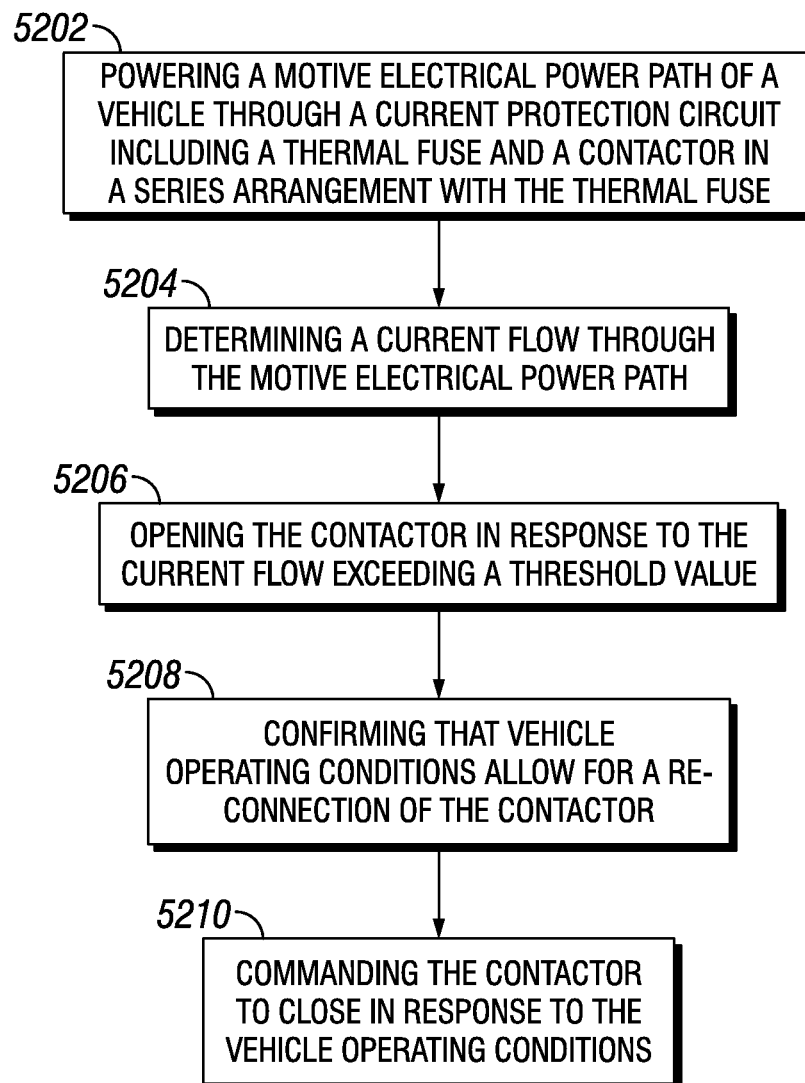 5202
POWERING A MOTIVE ELECTRICAL POWER PATH OF A
VEHICLE THROUGH A CURRENT PROTECTION CIRCUIT
INCLUDING A THERMAL FUSE AND A CONTACTOR IN
A SERIES ARRANGEMENT WITH THE THERMAL FUSE
5204
DETERMINING A CURRENT FLOW THROUGH
THE MOTIVE ELECTRICAL POWER PATH
5206
OPENING THE CONTACTOR IN RESPONSE TO THE
CURRENT FLOW EXCEEDING A THRESHOLD VALUE
5208
CONFIRMING THAT VEHICLE
OPERATING CONDITIONS ALLOW FOR A RE-
CONNECTION OF THE CONTACTOR
5210
COMMANDING THE CONTACTOR
TO CLOSE IN RESPONSE TO THE
VEHICLE OPERATING CONDITIONS